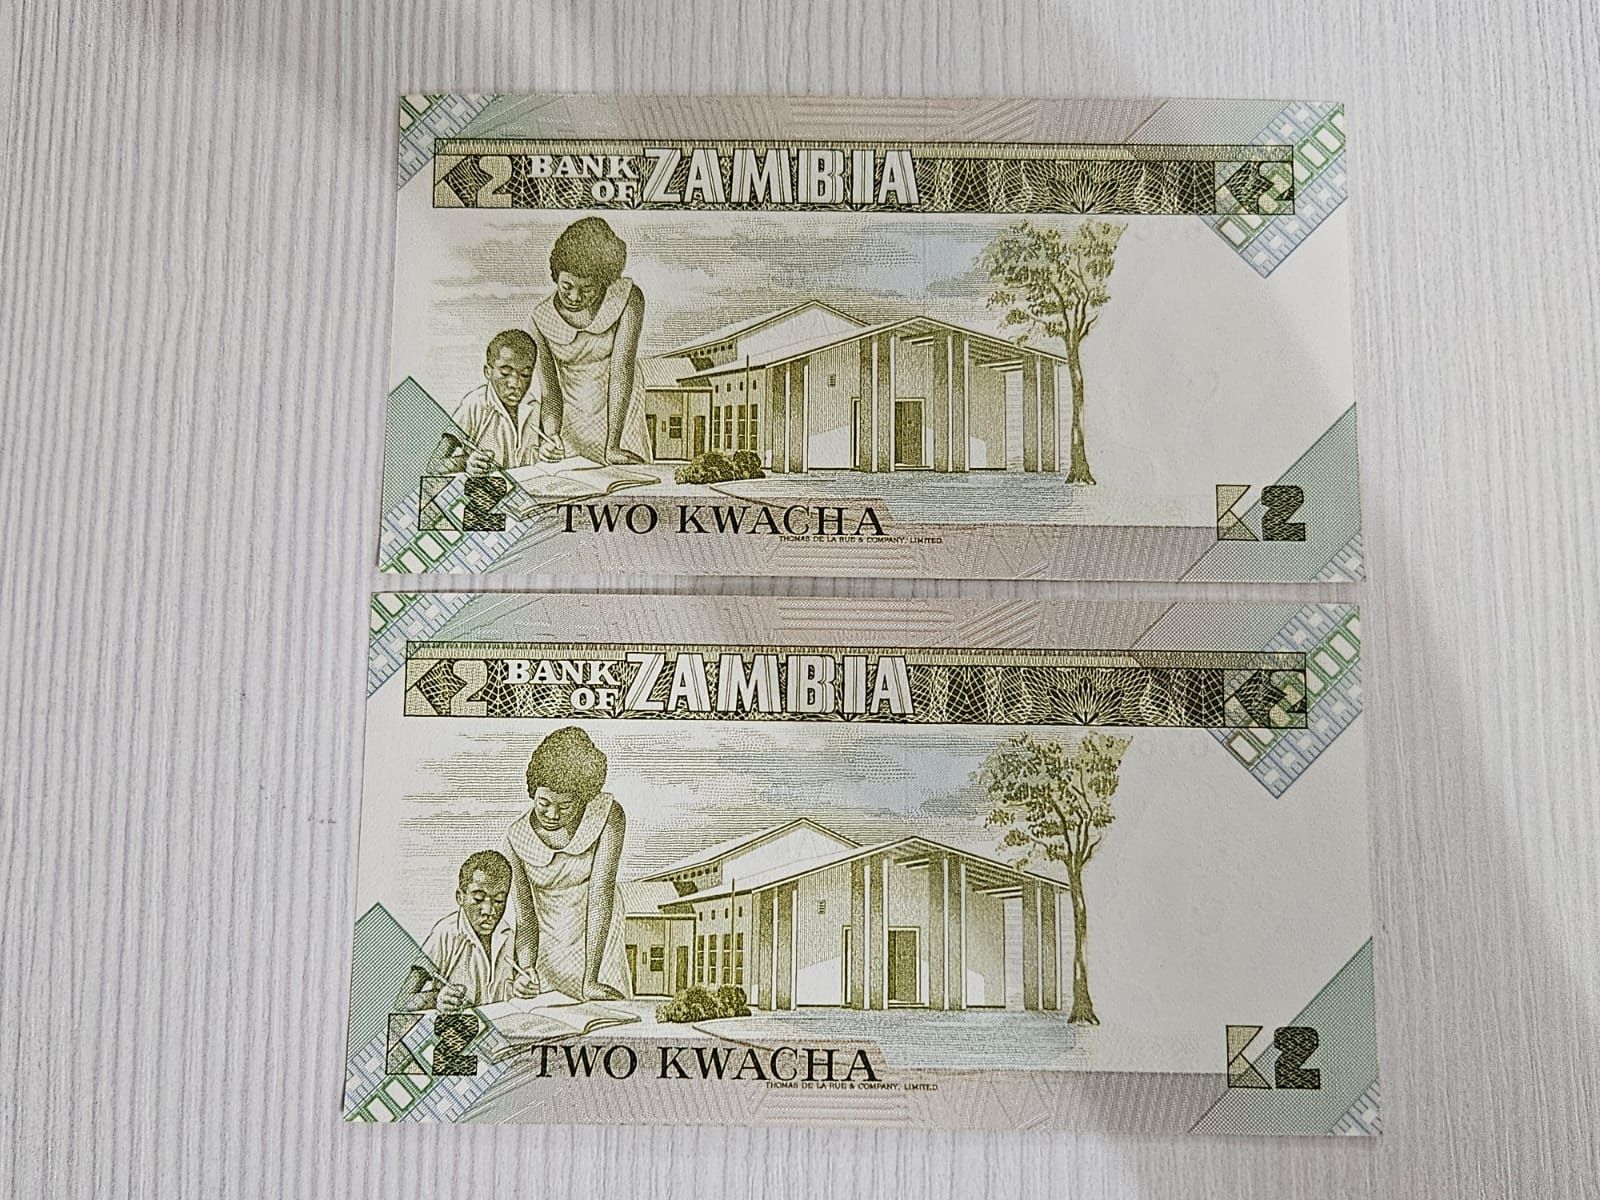 K2 BANK OF ZAMBIA K2
K2 TWO KWACHA K2
THOMAS DE LA RUE & COMPANY, LIMITED
K2 BANK OF ZAMBIA K2
K2 TWO KWACHA K2
THOMAS DE LA RUE & COMPANY, LIMITED